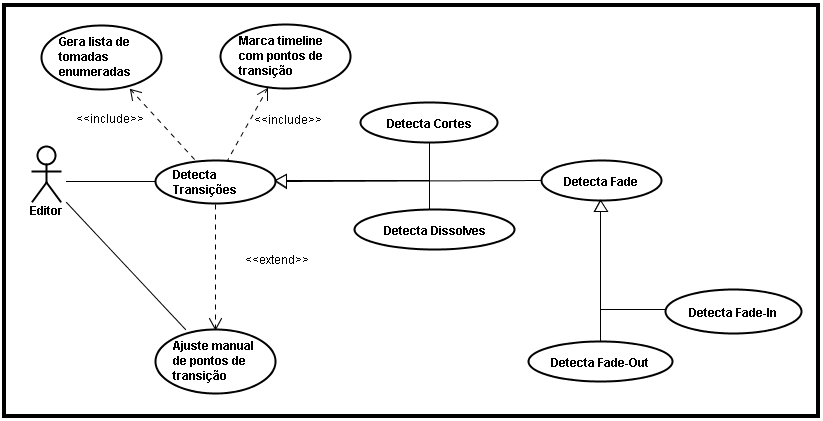 Gera lista de
tomadas
enumeradas
Marca timeline
com pontos de
transição
<<include>>
<<include>>
Detecta Cortes
Editor
Detecta
Transições
Detecta Fade
Detecta Dissolves
<<extend>>
Detecta Fade-In
Ajuste manual
de pontos de
transição
Detecta Fade-Out